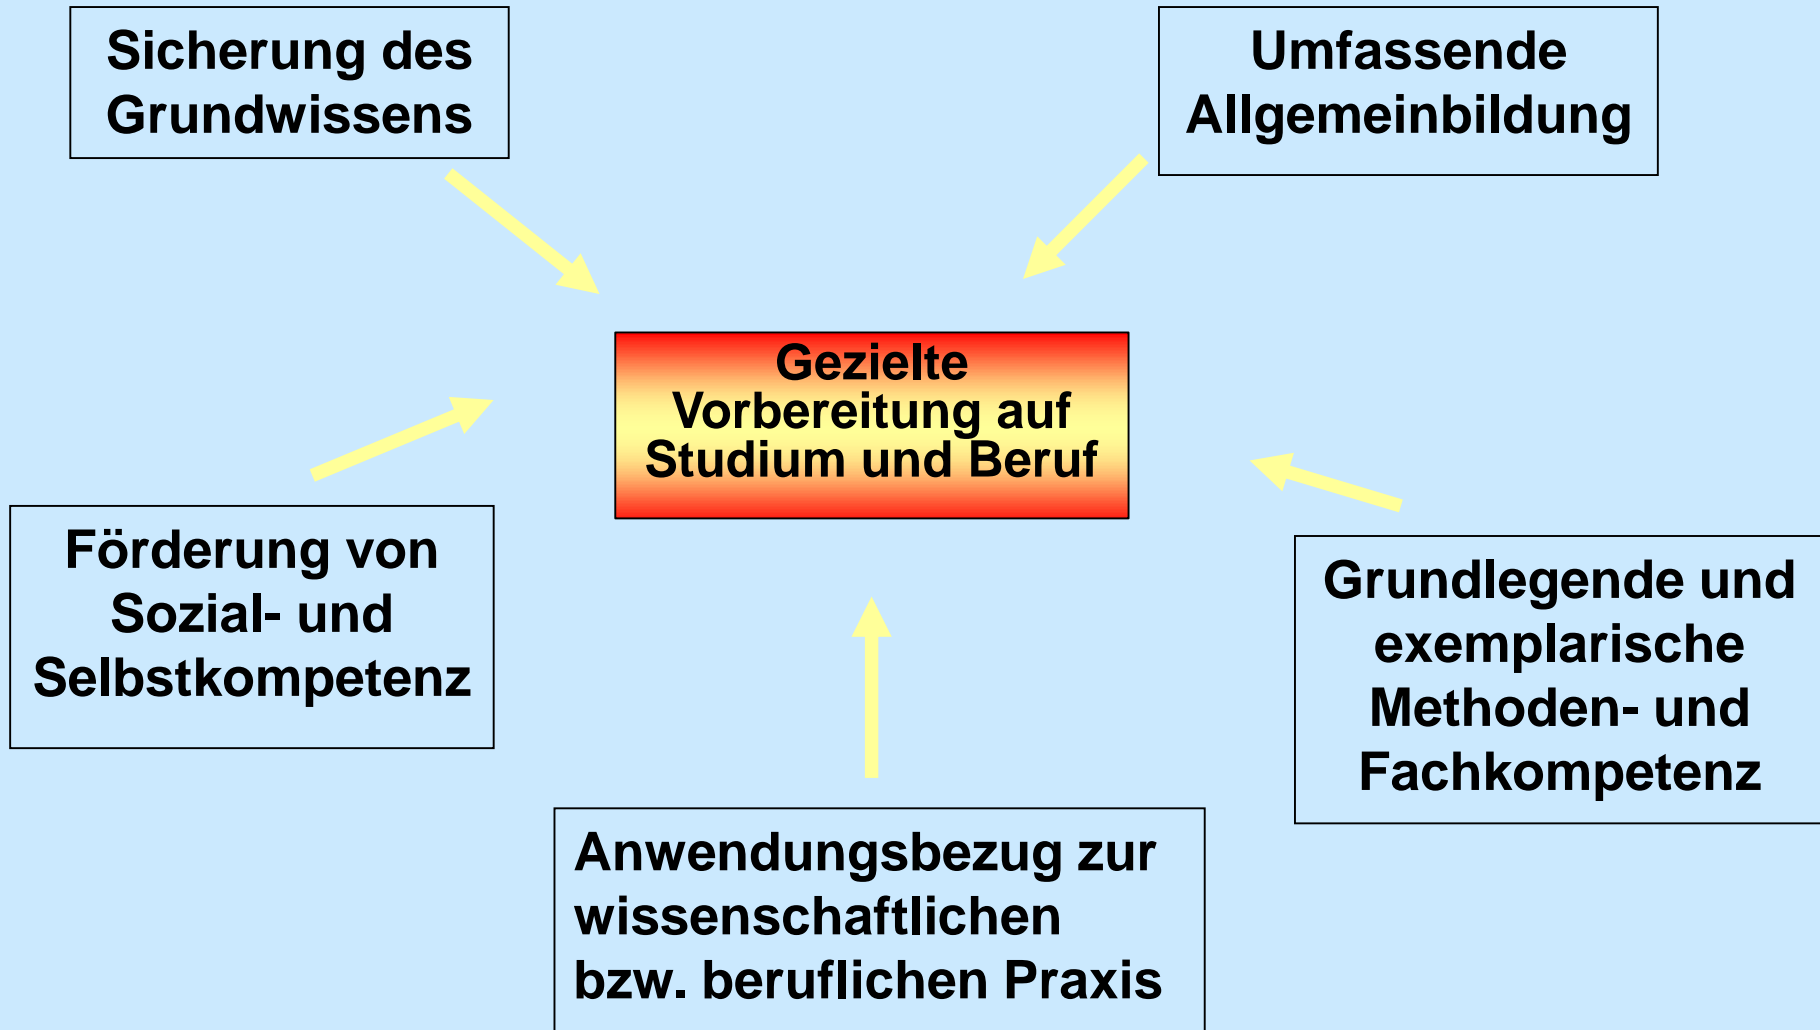 Sicherung des
Grundwissens
Umfassende
Allgemeinbildung
Gezielte
Vorbereitung auf
Studium und Beruf
Förderung von
Sozial- und
Selbstkompetenz
Grundlegende und
exemplarische
Methoden- und
Fachkompetenz
Anwendungsbezug zur
wissenschaftlichen
bzw. beruflichen Praxis